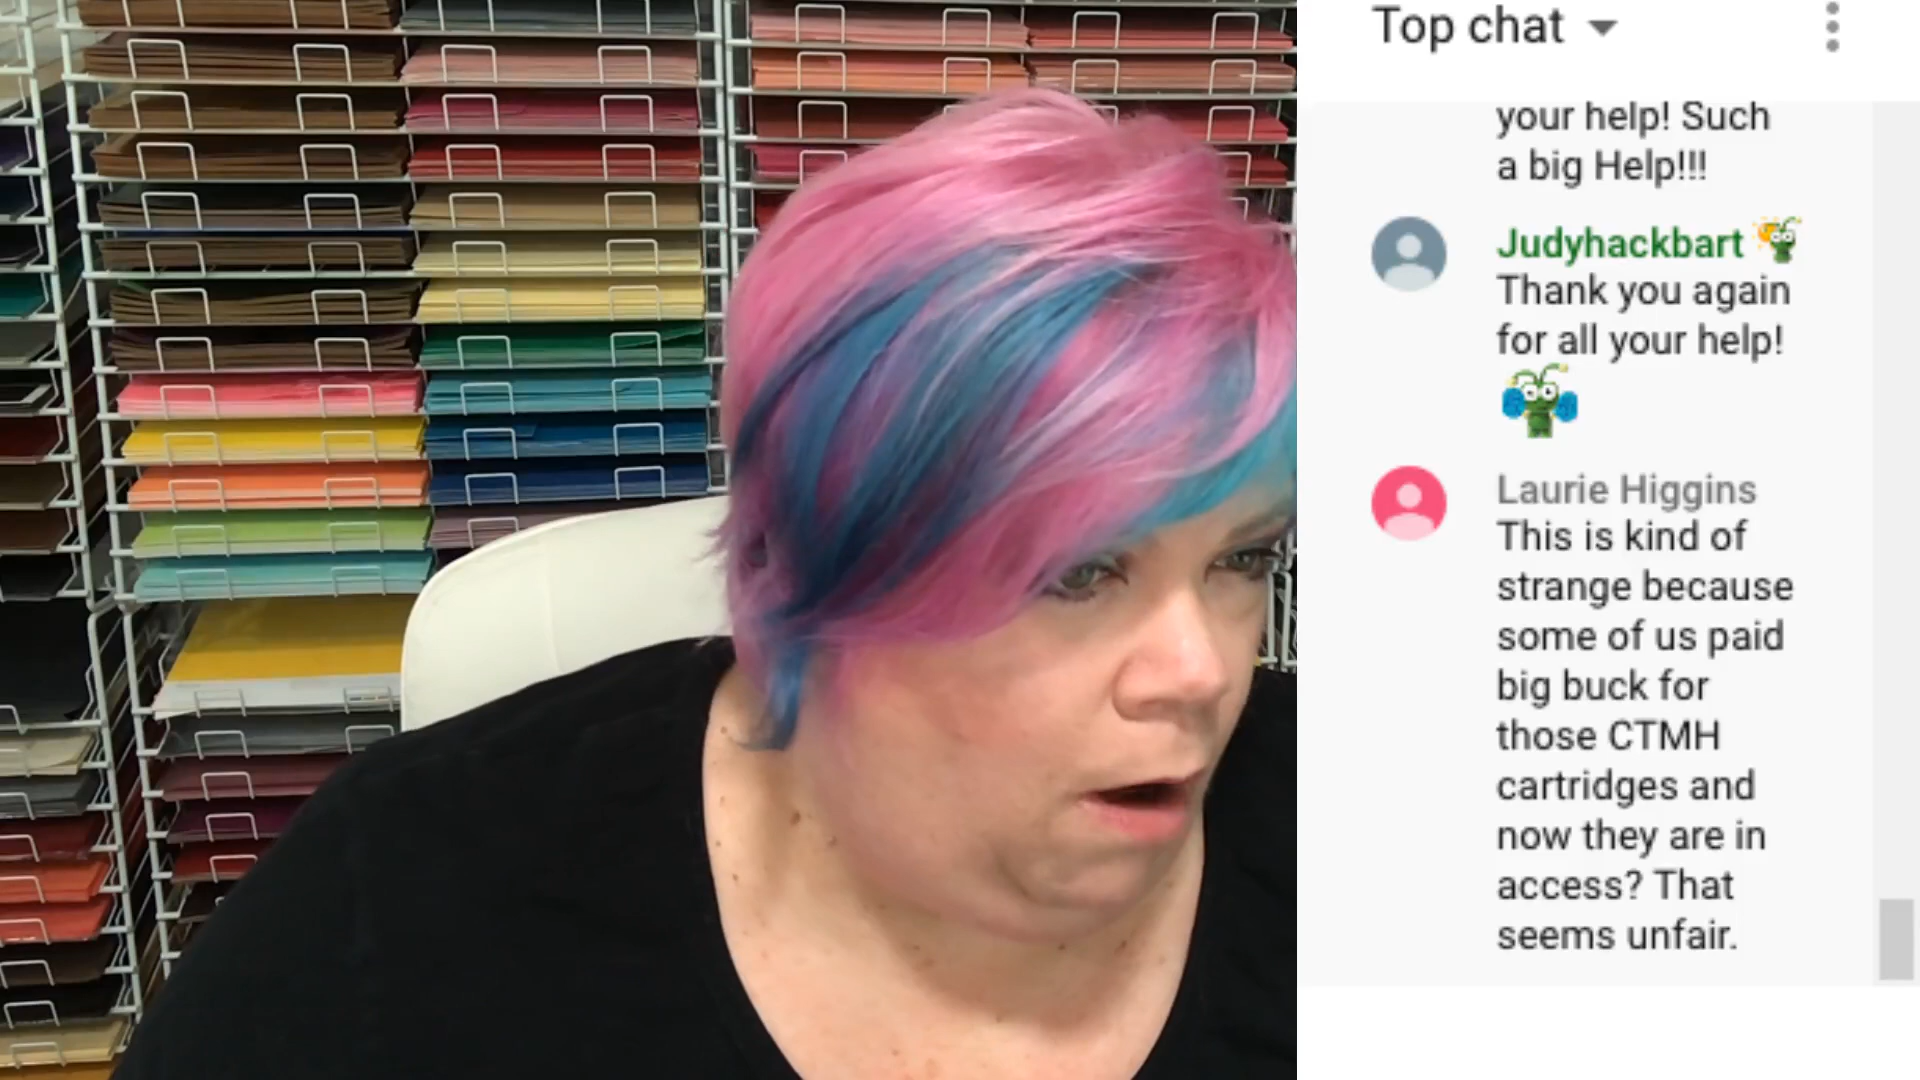 Top chat
your help! Such
a big Help!!!
Judyhackbart
Thank you again
for all your help!
Laurie Higgins
This is kind of
strange because
some of us paid
big buck for
those CTMH
cartridges and
now they are in
access? That
seems unfair.